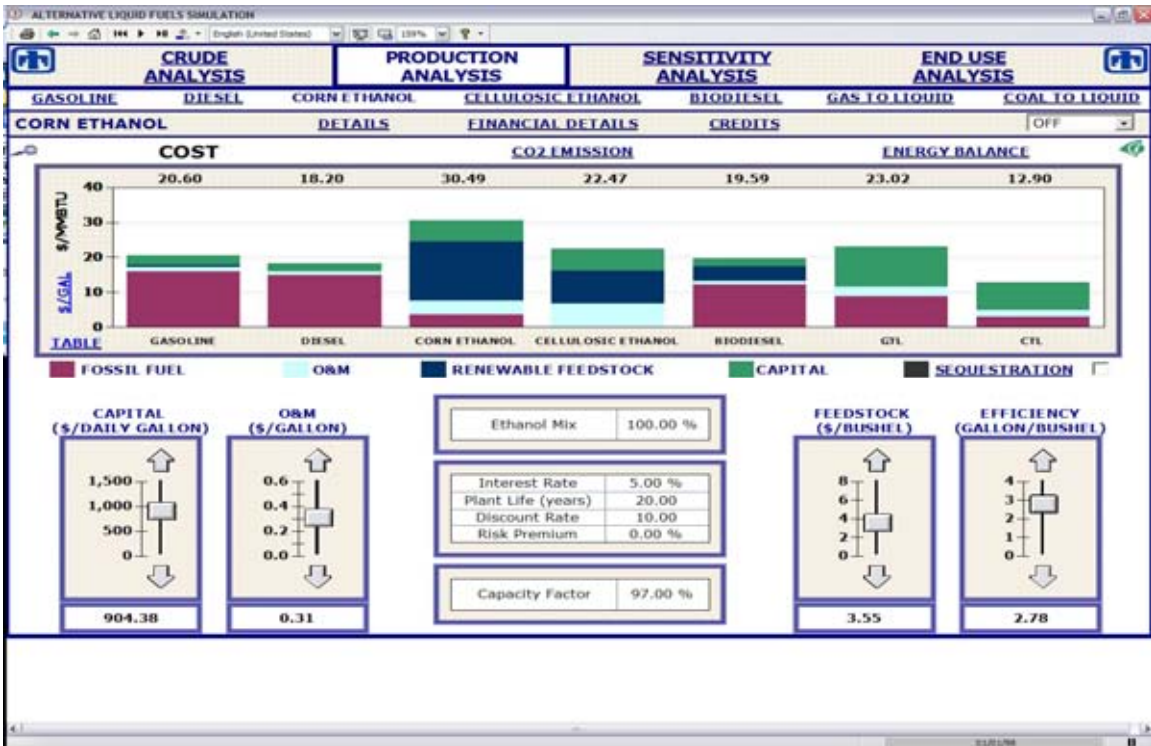 ALTERNATIVE LIQUID FUELS SIMULATION
English (United States) 159%
CRUDE ANALYSIS
PRODUCTION ANALYSIS
SENSITIVITY ANALYSIS
END USE ANALYSIS
GASOLINE DIESEL CORN ETHANOL CELLULOSIC ETHANOL BIODIESEL GAS TO LIQUID COAL TO LIQUID
CORN ETHANOL DETAILS FINANCIAL DETAILS CREDITS OFF
COST CO2 EMISSION ENERGY BALANCE
20.60 18.20 30.49 22.47 19.59 23.02 12.90
$/GAL $/MMBTU
40
30
20
10
0
TABLE GASOLINE DIESEL CORN ETHANOL CELLULOSIC ETHANOL BIODIESEL GTL CTL
FOSSIL FUEL O&M RENEWABLE FEEDSTOCK CAPITAL SEQUESTRATION
CAPITAL
($/DAILY GALLON)
1,500
1,000
500
0
904.38
O&M
($/GALLON)
0.6
0.4
0.2
0.0
0.31
Ethanol Mix 100.00 %
Interest Rate 5.00 %
Plant Life (years) 20.00
Discount Rate 10.00
Risk Premium 0.00 %
Capacity Factor 97.00 %
FEEDSTOCK
($/BUSHEL)
8
6
4
2
0
3.55
EFFICIENCY
(GALLON/BUSHEL)
4
3
2
1
0
2.78